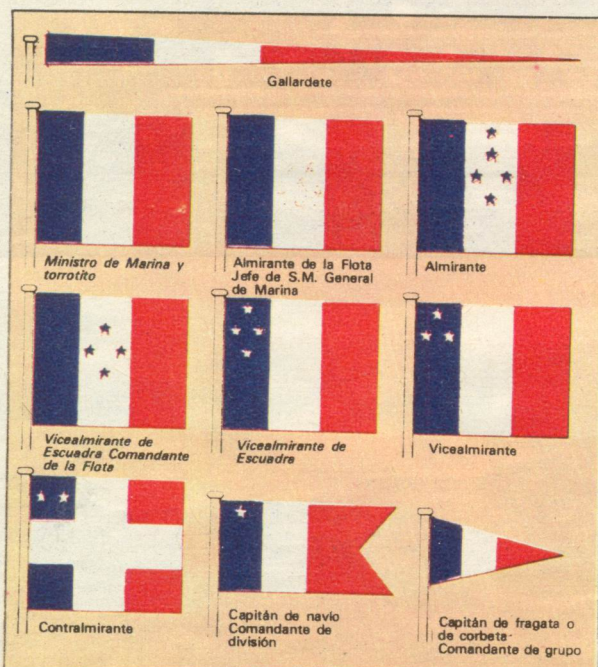 Gallardete
Ministro de Marina y
torrotito
Almirante de la Flota
Jefe de S.M. General
de Marina
Almirante
Vicealmirante de
Escuadra Comandante
de la Flota
Vicealmirante de
Escuadra
Vicealmirante
Contralmirante
Capitán de navío
Comandante de
división
Capitán de fragata o
de corbeta-
Comandante de grupo